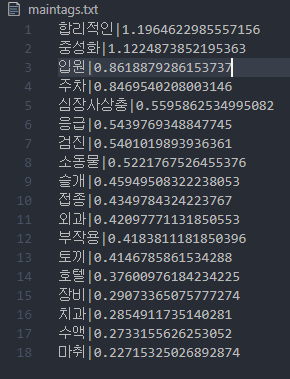 maintags.txt
1 합리적인|1.1964622985557156
2 중성화|1.1224873852195363
3 입원|0.8618879286153737
4 주차|0.8469540208003146
5 심장사상충|0.5595862534995082
6 응급|0.5439769348847745
7 검진|0.5401019893936361
8 소동물|0.52217675264553​76
9 슬개|0.45949508322238053
10 접종|0.4349784324223767
11 외과|0.42097771131850553
12 부작용|0.4183811181850396
13 토끼|0.4146785861534288
14 호텔|0.37600976184234225
15 장비|0.29073365075777274
16 치과|0.2854911735140281
17 수액|0.2733155626253052
18 마취|0.22715325026892874